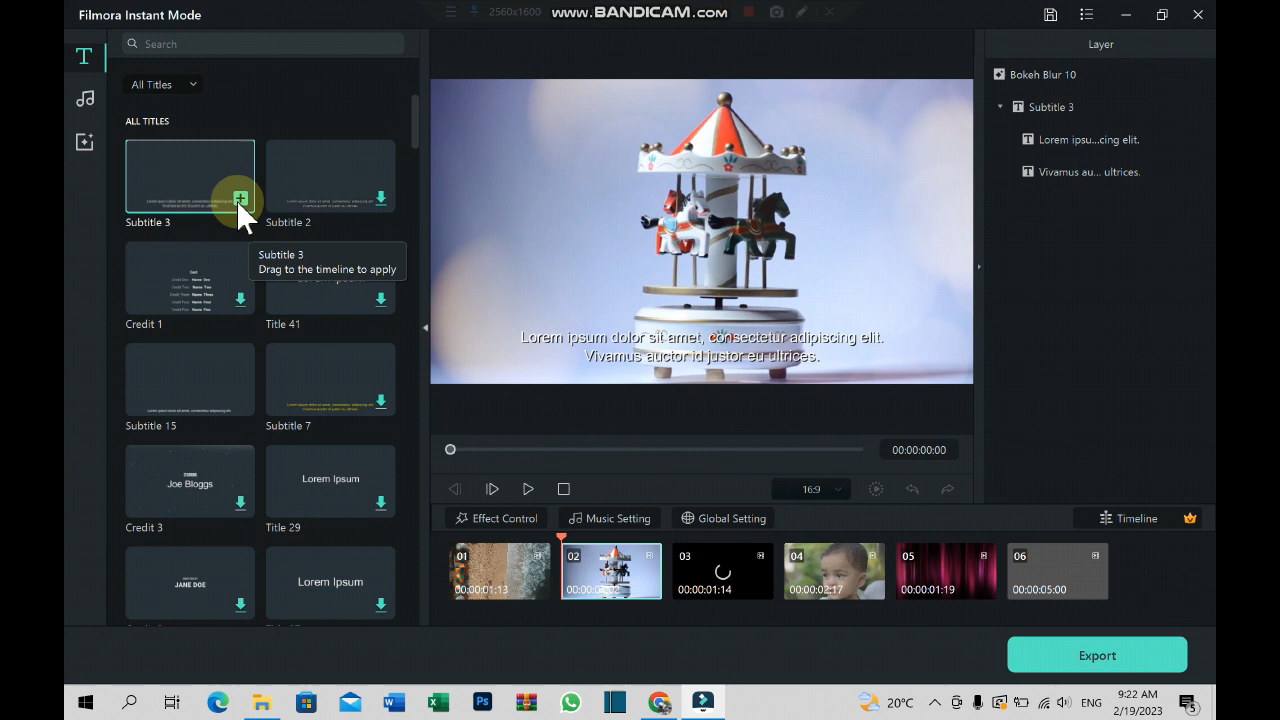 Filmora Instant Mode
2560x1600
www.BANDICAM.com
Search
All Titles
ALL TITLES
Subtitle 3
Subtitle 2
Subtitle 3
Drag to the timeline to apply
Credit 1
Title 41
Subtitle 15
Subtitle 7
Joe Bloggs
Lorem Ipsum
Credit 3
Title 29
JANE DOE
Lorem Ipsum
Lorem ipsum dolor sit amet, consectetur adipiscing elit.
Vivamus auctor id justor eu ultrices.
00:00:00:00
16:9
Layer
Bokeh Blur 10
Subtitle 3
Lorem ipsu...cing elit.
Vivamus au... ultrices.
Effect Control
Music Setting
Global Setting
Timeline
01
00:00:01:13
02
03
00:00:01:14
04
00:00:02:17
05
00:00:01:19
06
00:00:05:00
Export
20°C
ENG
9:22 AM
2/19/2023
5